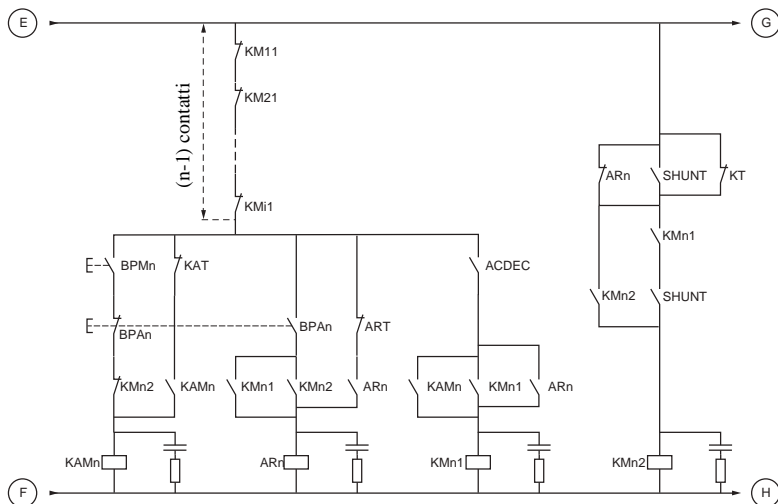 E
G
KM11
KM21
(n-1) contatti
ARn
SHUNT
KT
KMi1
KMn1
BPMn
KAT
ACDEC
KMn2
SHUNT
BPAn
BPAn
ART
KMn2
KAMn
KMn1
KMn2
ARn
KAMn
KMn1
ARn
KAMn
ARn
KMn1
KMn2
F
H